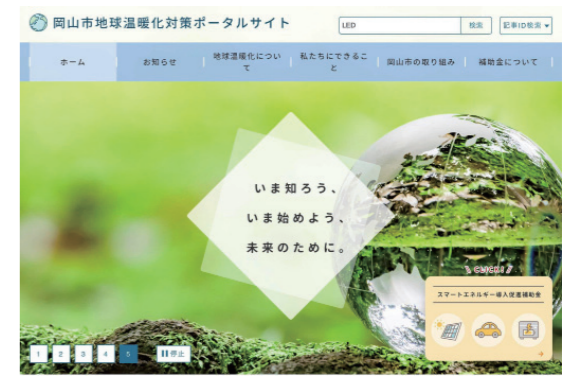 岡山市地球温暖化対策ポータルサイト
LED
検索
記事ID検索 ▼
ホーム
お知らせ
地球温暖化につい
て
私たちにできるこ
と
岡山市の取り組み
補助金について
いま知ろう、
いま始めよう、
未来のために。
CLICK!
スマートエネルギー導入促進補助金
1 2 3 4 5 停止